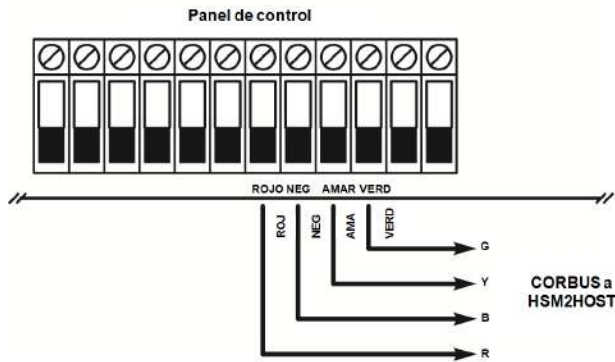 Panel de control
ROJO NEG AMAR VERD
ROJ
NEG
AMA
VERD
G
Y
B
R
CORBUS a
HSM2HOST